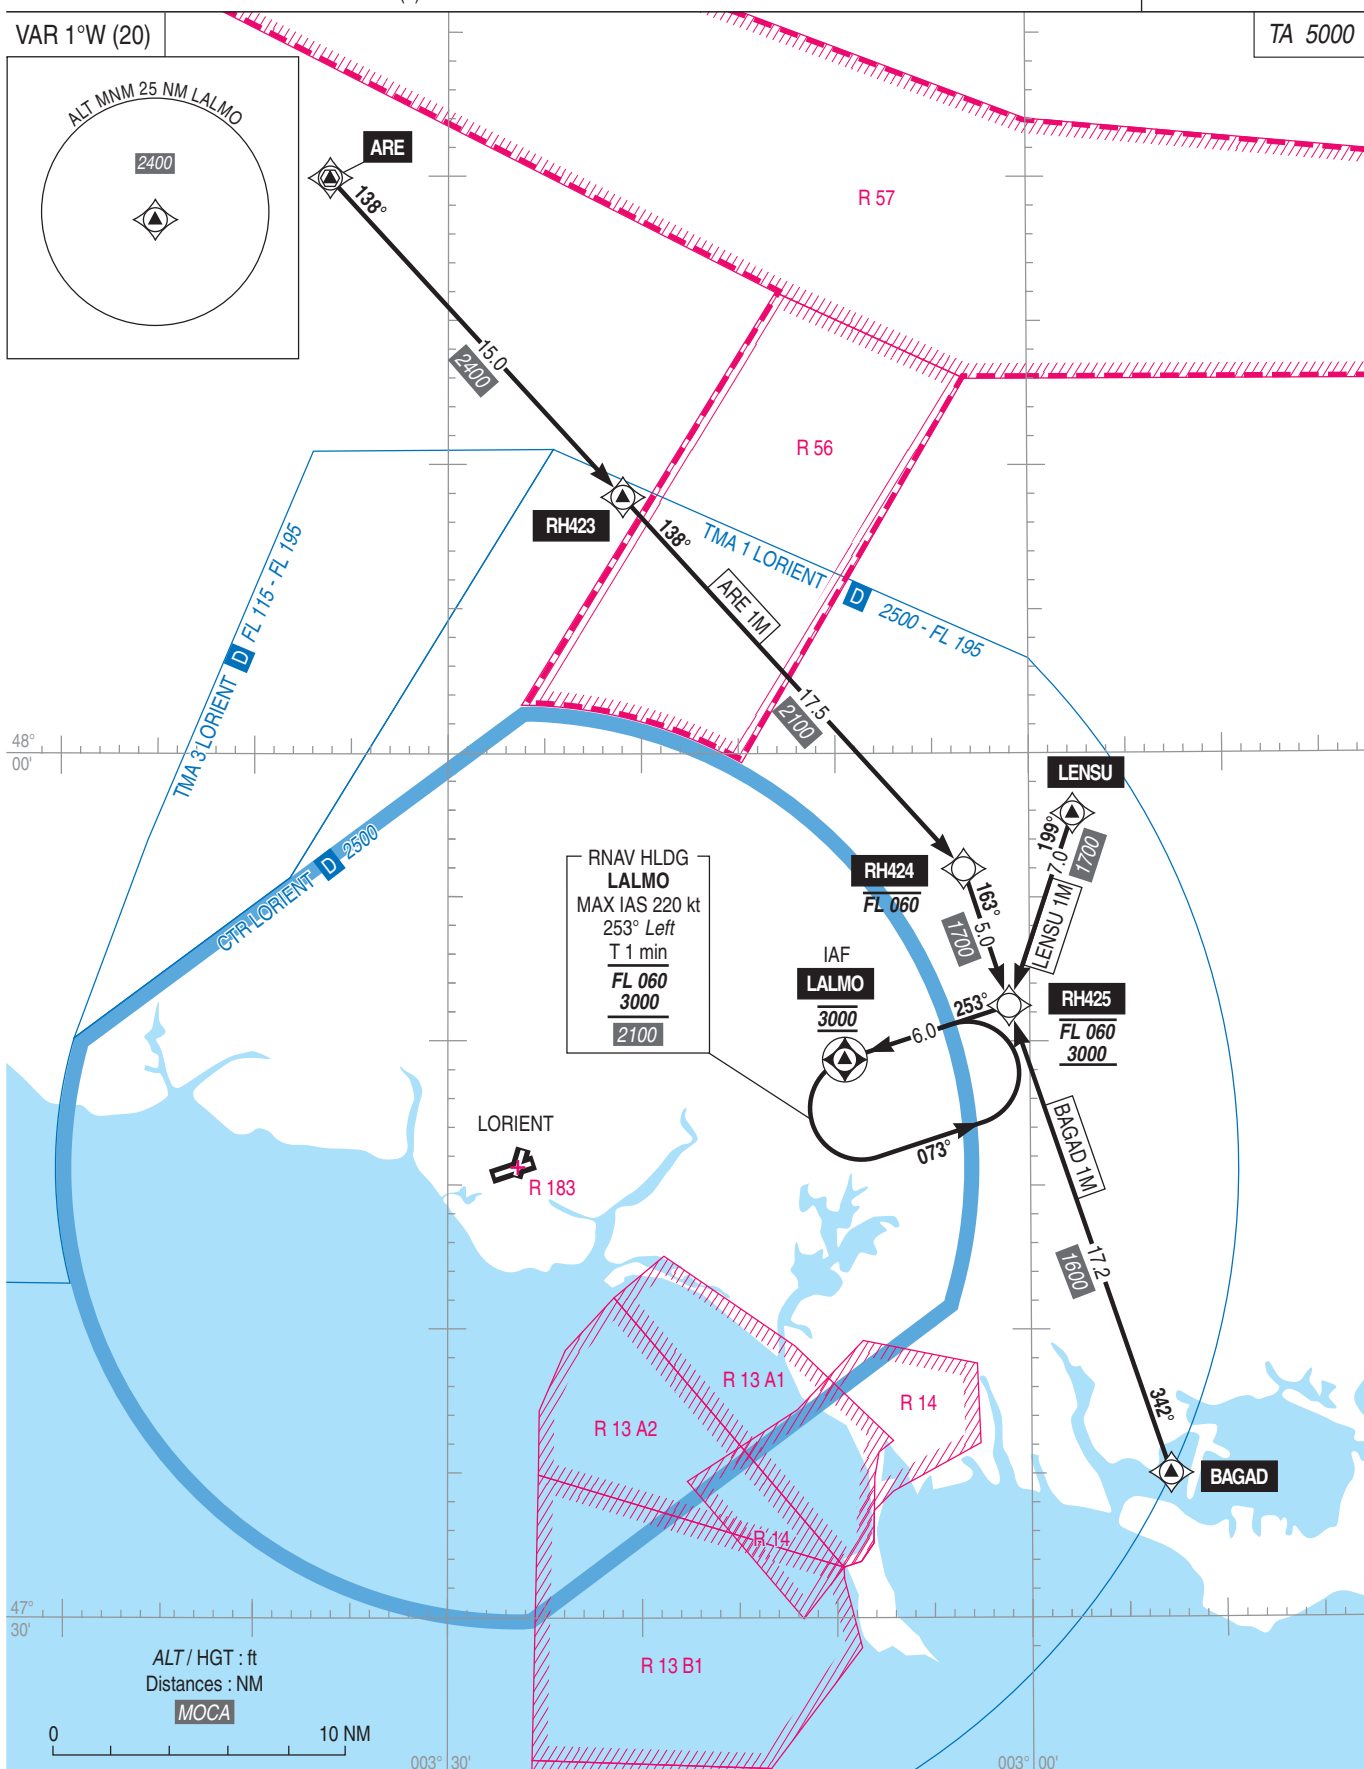 VAR 1°W (20)
TA 5000
ALT MNM 25 NM LALMO
2400
ARE
138°
R 57
15.0
2400
R 56
RH423
138°
TMA 1 LORIENT D 2500 - FL 195
ARE 1M
TMA 3 LORIENT D FL 115 - FL 195
17.5
2100
48°
00'
LENSU
199°
7.0
1700
LENSU 1M
CTR LORIENT D 2500
RNAV HLDG
LALMO
MAX IAS 220 kt
253° Left
T 1 min
FL 060
3000
2100
RH424
FL 060
163°
5.0
1700
IAF
LALMO
3000
253°
6.0
RH425
FL 060
3000
073°
BAGAD 1M
LORIENT
R 183
17.2
1600
R 13 A1
R 13 A2
R 14
342°
BAGAD
R 14
47°
30'
R 13 B1
ALT / HGT : ft
Distances : NM
MOCA
0 10 NM
003° 30'
003° 00'